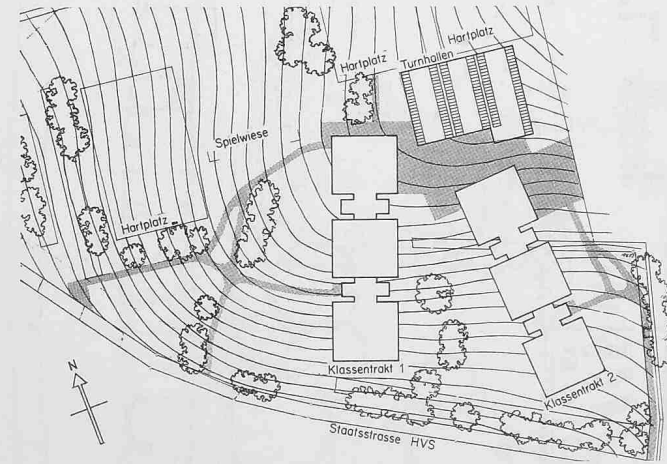 Hartplatz
Hartplatz
Turnhallen
Spielwiese
Hartplatz
Klassentrakt 1
Klassentrakt 2
Staatsstrasse HVS
N